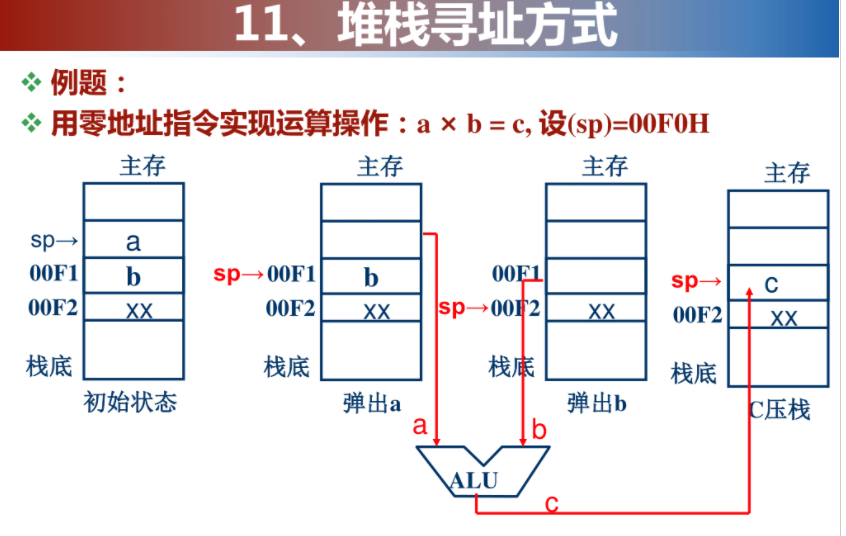 11、堆栈寻址方式
❖ 例题：
❖ 用零地址指令实现运算操作：a × b = c, 设(sp)=00F0H
主存 主存 主存 主存
sp→ a
00F1 b sp→00F1 b 00F1 sp→ c
00F2 xx 00F2 xx sp→00F2 xx 00F2 xx
栈底 栈底 栈底 栈底
初始状态 弹出a 弹出b C压栈
a b
ALU
c